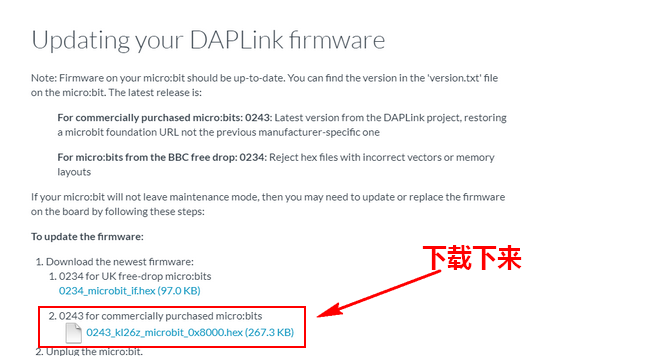 Updating your DAPLink firmware
Note: Firmware on your micro:bit should be up-to-date. You can find the version in the 'version.txt' file
on the micro:bit. The latest release is:
For commercially purchased micro:bits: 0243: Latest version from the DAPLink project, restoring
a microbit foundation URL not the previous manufacturer-specific one
For micro:bits from the BBC free drop: 0234: Reject hex files with incorrect vectors or memory
layouts
If your micro:bit will not leave maintenance mode, then you may need to update or replace the firmware
on the board by following these steps:
To update the firmware:
下载下来
1. Download the newest firmware:
1. 0234 for UK free-drop micro:bits
0234_microbit_if.hex (97.0 KB)
2. 0243 for commercially purchased micro:bits
0243_kl26z_microbit_0x8000.hex (267.3 KB)
2. Unplug the micro:bit.